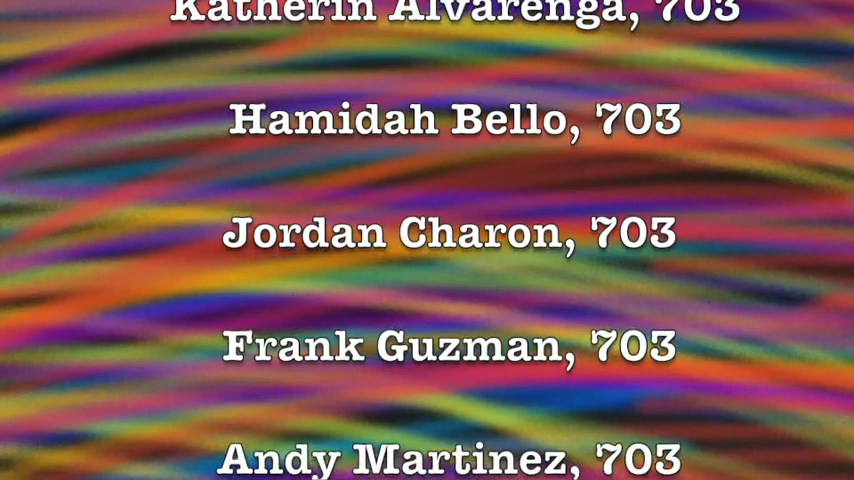 Katherin Alvarenga, 703
Hamidah Bello, 703
Jordan Charon, 703
Frank Guzman, 703
Andy Martinez, 703